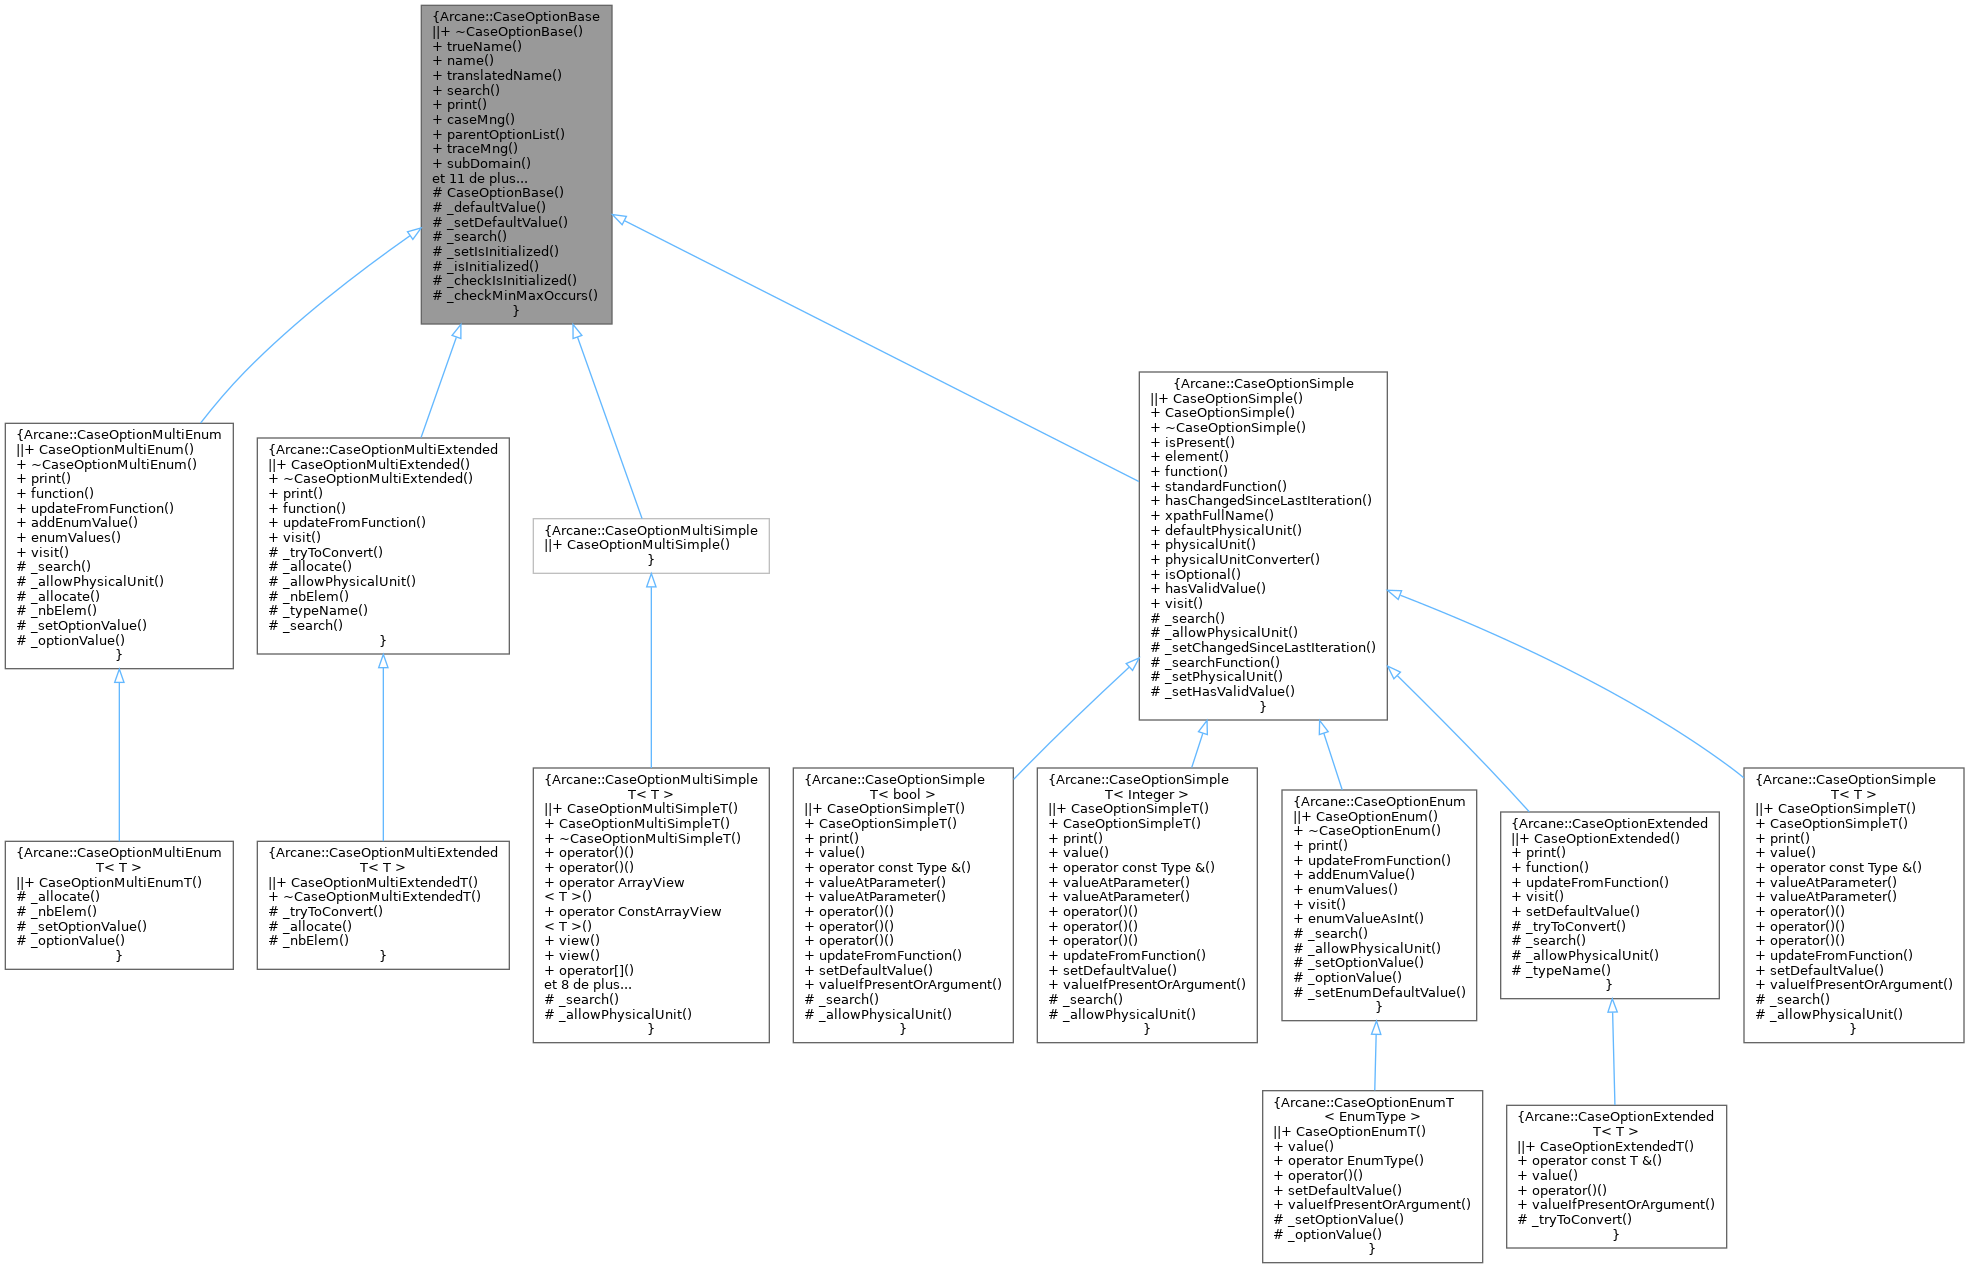 {Arcane::CaseOptionBase
||+ ~CaseOptionBase()
+ trueName()
+ name()
+ translatedName()
+ search()
+ print()
+ caseMng()
+ parentOptionList()
+ traceMng()
+ subDomain()
et 11 de plus...
# CaseOptionBase()
# _defaultValue()
# _setDefaultValue()
# _search()
# _setIsInitialized()
# _isInitialized()
# _checkIsInitialized()
# _checkMinMaxOccurs()
}
{Arcane::CaseOptionMultiEnum
||+ CaseOptionMultiEnum()
+ ~CaseOptionMultiEnum()
+ print()
+ function()
+ updateFromFunction()
+ addEnumValue()
+ enumValues()
+ visit()
# _search()
# _allowPhysicalUnit()
# _allocate()
# _nbElem()
# _setOptionValue()
# _optionValue()
}
{Arcane::CaseOptionMultiExtended
||+ CaseOptionMultiExtended()
+ ~CaseOptionMultiExtended()
+ print()
+ function()
+ updateFromFunction()
+ visit()
# _tryToConvert()
# _allocate()
# _allowPhysicalUnit()
# _nbElem()
# _typeName()
# _search()
}
{Arcane::CaseOptionMultiSimple
||+ CaseOptionMultiSimple()
}
{Arcane::CaseOptionSimple
||+ CaseOptionSimple()
+ CaseOptionSimple()
+ ~CaseOptionSimple()
+ isPresent()
+ element()
+ function()
+ standardFunction()
+ hasChangedSinceLastIteration()
+ xpathFullName()
+ defaultPhysicalUnit()
+ physicalUnit()
+ physicalUnitConverter()
+ isOptional()
+ hasValidValue()
+ visit()
# _search()
# _allowPhysicalUnit()
# _setChangedSinceLastIteration()
# _searchFunction()
# _setPhysicalUnit()
# _setHasValidValue()
}
{Arcane::CaseOptionMultiEnum
T< T >
||+ CaseOptionMultiEnumT()
# _allocate()
# _nbElem()
# _setOptionValue()
# _optionValue()
}
{Arcane::CaseOptionMultiExtended
T< T >
||+ CaseOptionMultiExtendedT()
+ ~CaseOptionMultiExtendedT()
# _tryToConvert()
# _allocate()
# _nbElem()
}
{Arcane::CaseOptionMultiSimple
T< T >
||+ CaseOptionMultiSimpleT()
+ CaseOptionMultiSimpleT()
+ ~CaseOptionMultiSimpleT()
+ operator()()
+ operator()()
+ operator ArrayView
< T >()
+ operator ConstArrayView
< T >()
+ view()
+ view()
+ operator[]()
et 8 de plus...
# _search()
# _allowPhysicalUnit()
}
{Arcane::CaseOptionSimple
T< bool >
||+ CaseOptionSimpleT()
+ CaseOptionSimpleT()
+ print()
+ value()
+ operator const Type &()
+ valueAtParameter()
+ valueAtParameter()
+ operator()()
+ operator()()
+ operator()()
+ updateFromFunction()
+ setDefaultValue()
+ valueIfPresentOrArgument()
# _search()
# _allowPhysicalUnit()
}
{Arcane::CaseOptionSimple
T< Integer >
||+ CaseOptionSimpleT()
+ CaseOptionSimpleT()
+ print()
+ value()
+ operator const Type &()
+ valueAtParameter()
+ valueAtParameter()
+ operator()()
+ operator()()
+ operator()()
+ updateFromFunction()
+ setDefaultValue()
+ valueIfPresentOrArgument()
# _search()
# _allowPhysicalUnit()
}
{Arcane::CaseOptionEnum
||+ CaseOptionEnum()
+ ~CaseOptionEnum()
+ print()
+ updateFromFunction()
+ addEnumValue()
+ enumValues()
+ visit()
+ enumValueAsInt()
# _search()
# _allowPhysicalUnit()
# _setOptionValue()
# _optionValue()
# _setEnumDefaultValue()
}
{Arcane::CaseOptionExtended
||+ CaseOptionExtended()
+ print()
+ function()
+ updateFromFunction()
+ visit()
+ setDefaultValue()
# _tryToConvert()
# _search()
# _allowPhysicalUnit()
# _typeName()
}
{Arcane::CaseOptionSimple
T< T >
||+ CaseOptionSimpleT()
+ CaseOptionSimpleT()
+ print()
+ value()
+ operator const Type &()
+ valueAtParameter()
+ valueAtParameter()
+ operator()()
+ operator()()
+ operator()()
+ updateFromFunction()
+ setDefaultValue()
+ valueIfPresentOrArgument()
# _search()
# _allowPhysicalUnit()
}
{Arcane::CaseOptionEnumT
< EnumType >
||+ CaseOptionEnumT()
+ value()
+ operator EnumType()
+ operator()()
+ setDefaultValue()
+ valueIfPresentOrArgument()
# _setOptionValue()
# _optionValue()
}
{Arcane::CaseOptionExtended
T< T >
||+ CaseOptionExtendedT()
+ operator const T &()
+ value()
+ operator()()
+ valueIfPresentOrArgument()
# _tryToConvert()
}